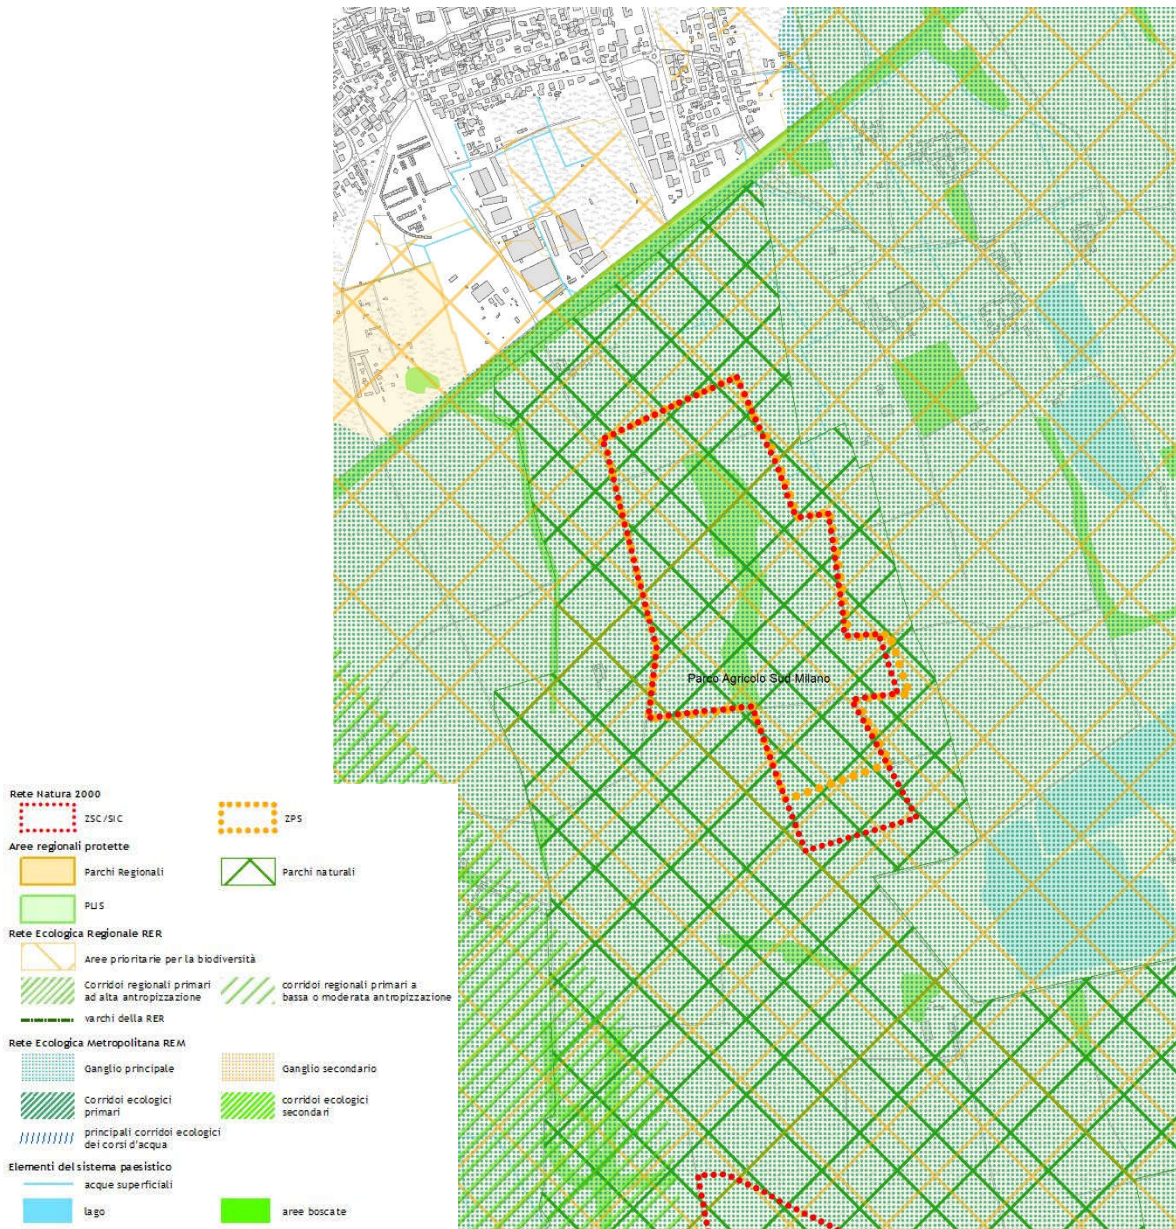 Parco Agricolo Sud Milano
Rete Natura 2000
ZSC/SIC
ZPS
Aree regionali protette
Parchi Regionali
Parchi naturali
PLIS
Rete Ecologica Regionale RER
Aree prioritarie per la biodiversità
Corridoi regionali primari
ad alta antropizzazione
corridoi regionali primari a
bassa o moderata antropizzazione
varchi della RER
Rete Ecologica Metropolitana REM
Ganglio principale
Ganglio secondario
Corridoi ecologici
primari
corridoi ecologici
secondari
principali corridoi ecologici
dei corsi d'acqua
Elementi del sistema paesistico
acque superficiali
lago
aree boscate